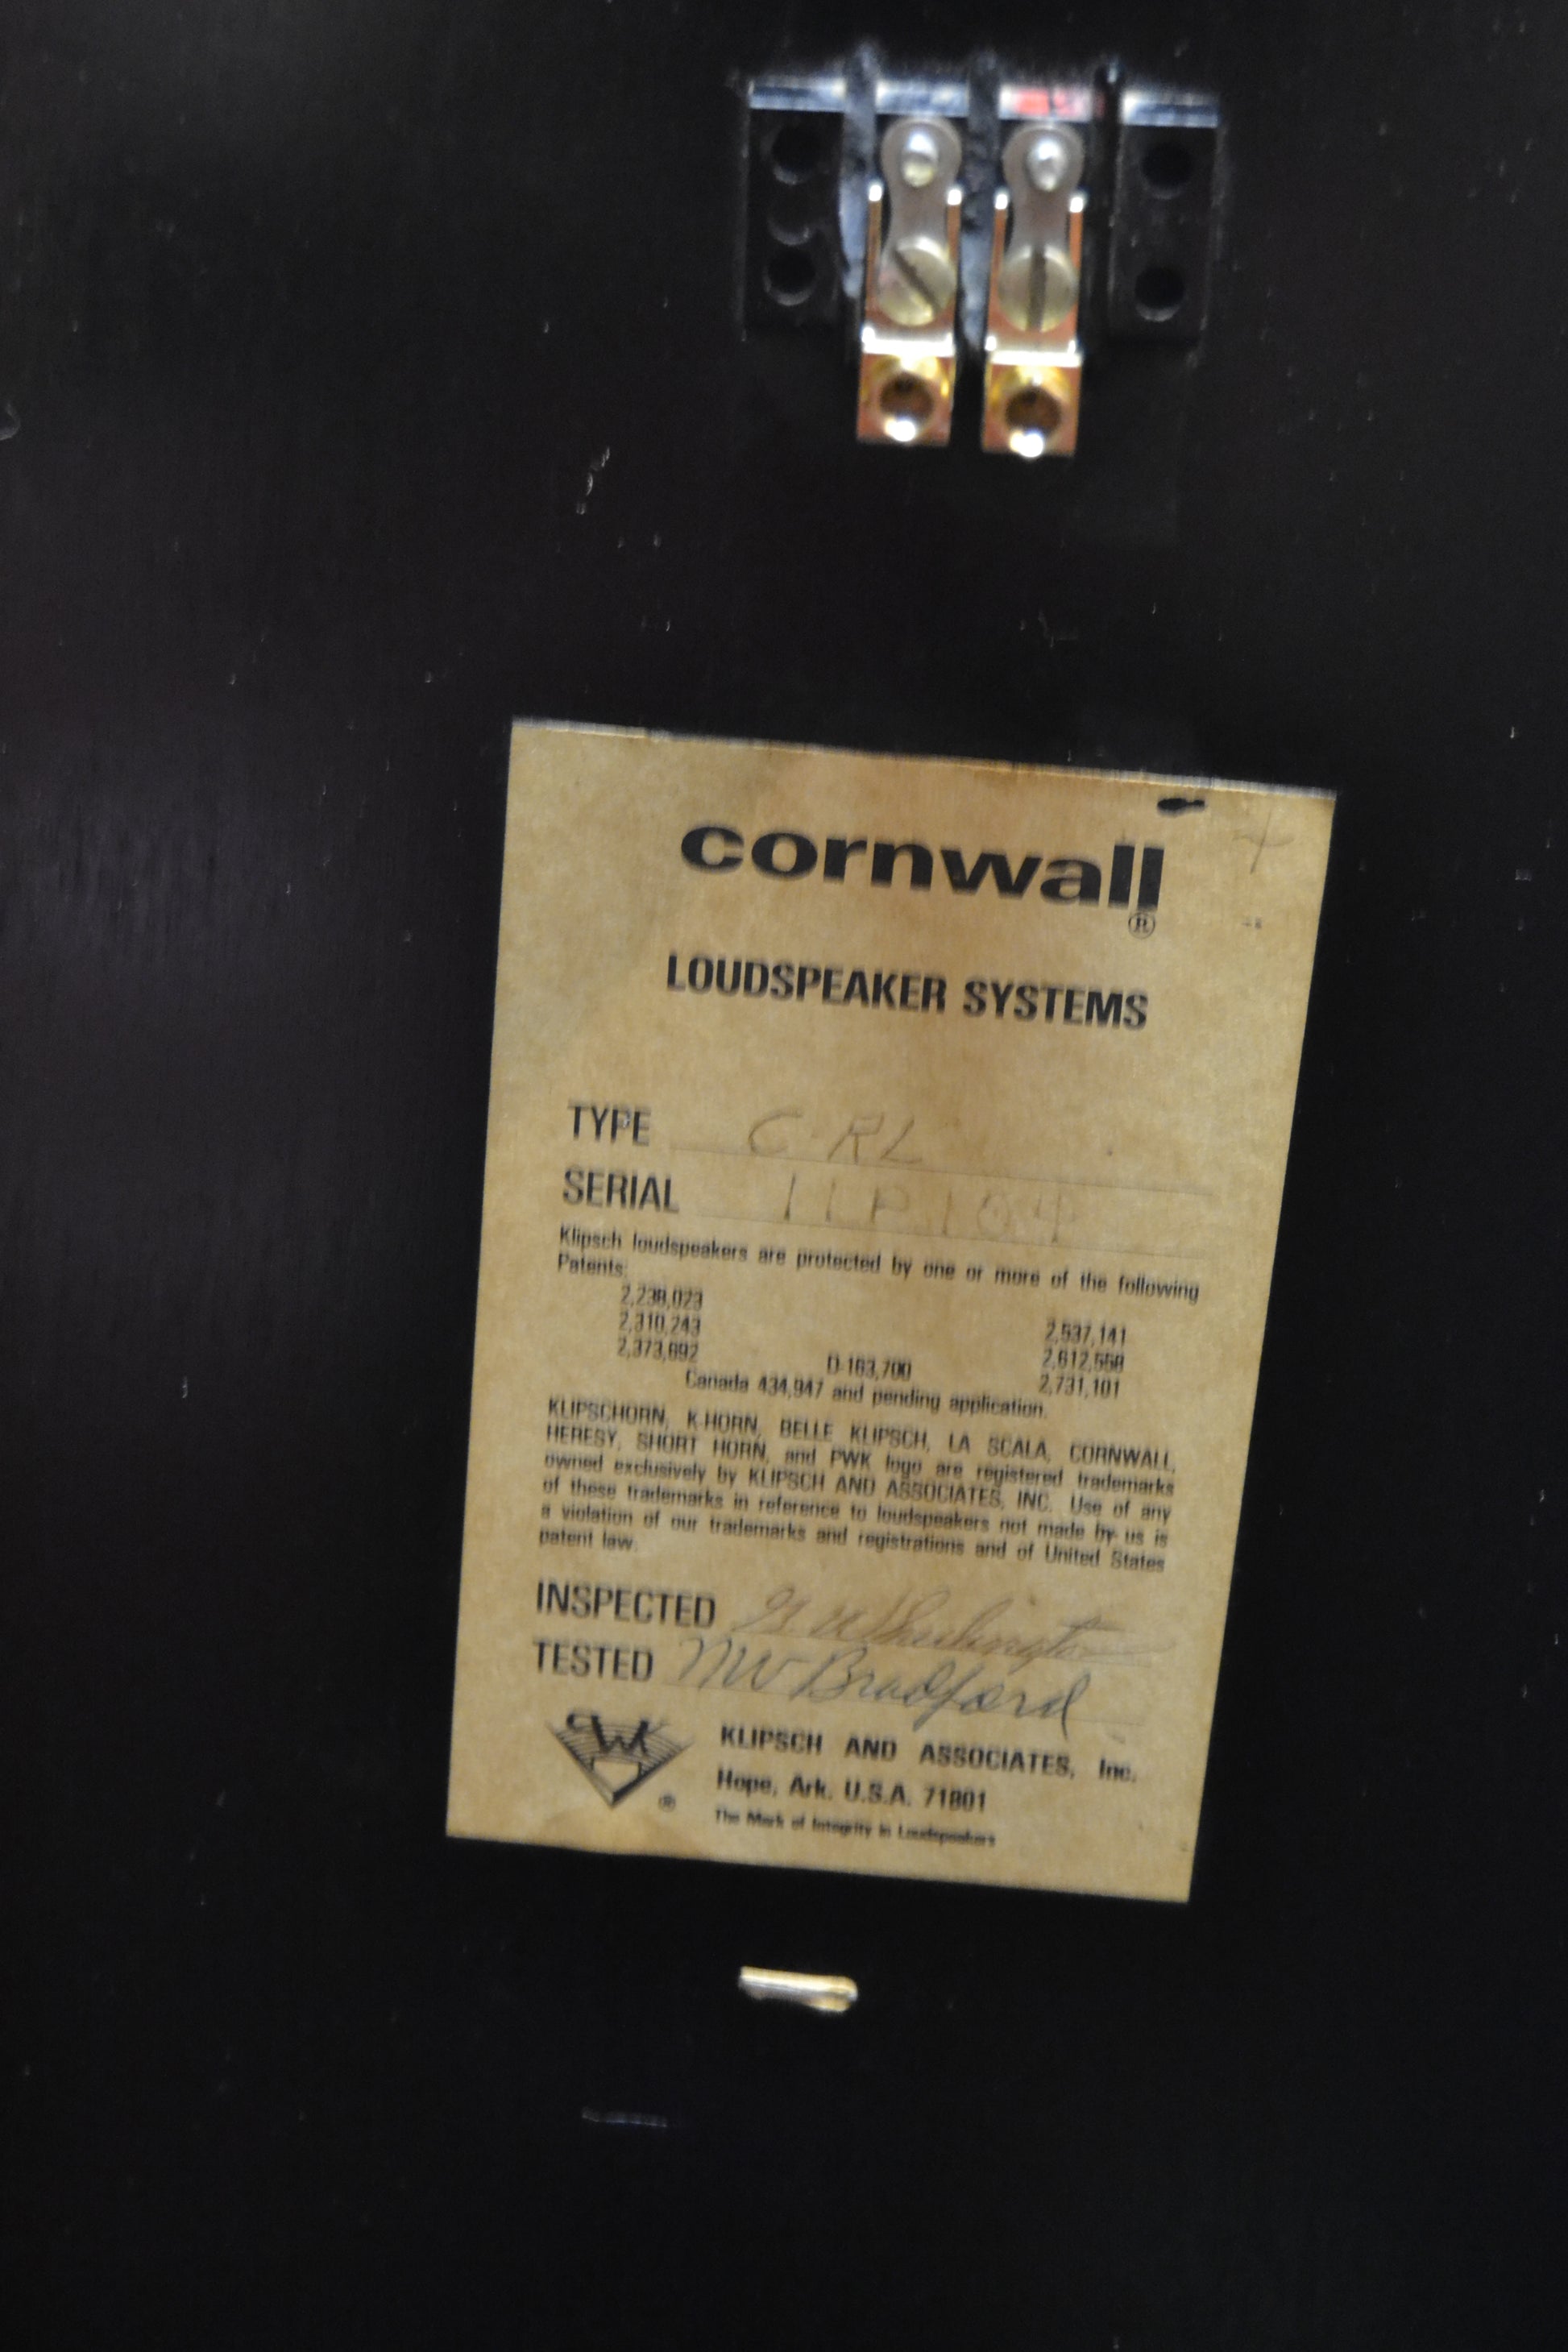 cornwall
®
LOUDSPEAKER SYSTEMS
TYPE C-RL
SERIAL 11P184
Klipsch loudspeakers are protected by one or more of the following
Patents:
2,238,023
2,310,243 2,537,141
2,373,692 D-163,700 2,612,558
Canada 434,947 and pending application. 2,731,101
KLIPSCHORN, K-HORN, BELLE KLIPSCH, LA SCALA, CORNWALL,
HERESY, SHORT HORN, and PWK logo are registered trademarks
owned exclusively by KLIPSCH AND ASSOCIATES, INC. Use of any
of these trademarks in reference to loudspeakers not made by us is
a violation of our trademarks and registrations and of United States
patent law.
INSPECTED Washington
TESTED MW Bradford
PWK ®
KLIPSCH AND ASSOCIATES, Inc.
Hope, Ark. U.S.A. 71801
The Mark of Integrity in Loudspeakers